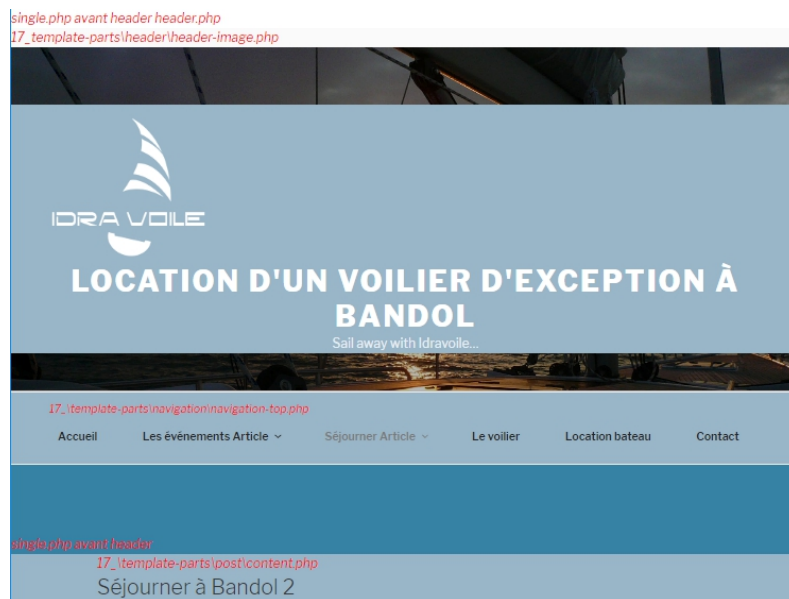 single.php avant header header.php
17_template-parts\header\header-image.php
IDRA VOILE
LOCATION D'UN VOILIER D'EXCEPTION À
BANDOL
Sail away with Idravoile...
17_\template-parts\navigation\navigation-top.php
Accueil Les événements Article Séjourner Article Le voilier Location bateau Contact
single.php avant header
17_\template-parts\post\content.php
Séjourner à Bandol 2